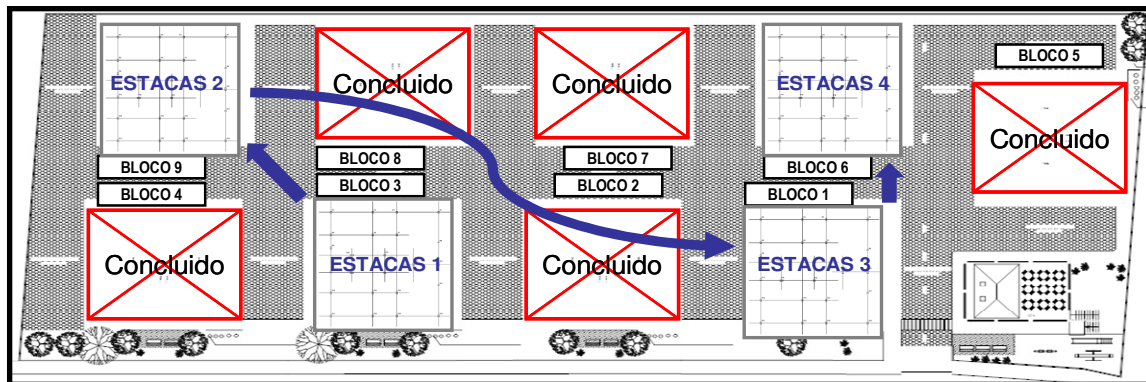 ESTACAS 2
Concluido
Concluido
ESTACAS 4
BLOCO 5
Concluido
BLOCO 9
BLOCO 8
BLOCO 7
BLOCO 6
BLOCO 4
BLOCO 3
BLOCO 2
BLOCO 1
Concluido
ESTACAS 1
Concluido
ESTACAS 3